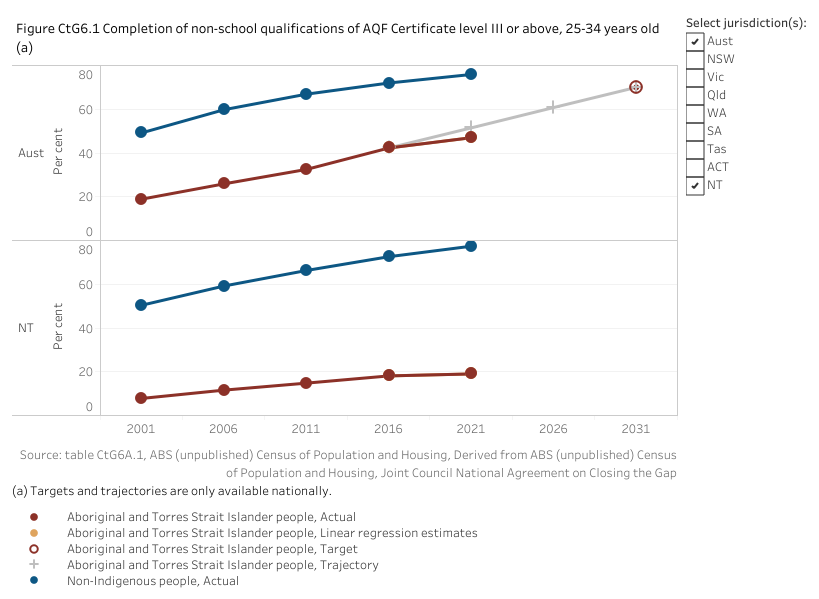 Figure CtG6.1 Completion of non-school qualifications of AQF Certificate level III or above, 25-34 years old
(a)
Select jurisdiction(s):
Aust
NSW
Vic
Qld
WA
SA
Tas
ACT
NT
Aust
Per cent
80
60
40
20
0
NT
Per cent
80
60
40
20
0
2001 2006 2011 2016 2021 2026 2031
Source: table CtG6A.1, ABS (unpublished) Census of Population and Housing, Derived from ABS (unpublished) Census
of Population and Housing, Joint Council National Agreement on Closing the Gap
(a) Targets and trajectories are only available nationally.
Aboriginal and Torres Strait Islander people, Actual
Aboriginal and Torres Strait Islander people, Linear regression estimates
Aboriginal and Torres Strait Islander people, Target
Aboriginal and Torres Strait Islander people, Trajectory
Non-Indigenous people, Actual